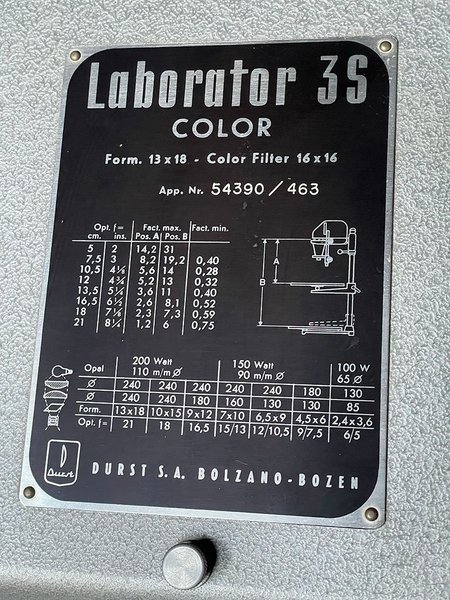 Laborator 3S
COLOR
Form. 13x18 - Color Filter 16x16
App. Nr. 54390/463
Opt. f= Fact. max. Fact. min.
cm. ins. Pos. A Pos. B
5 2 14,2 31
7,5 3 8,2 19,2 0,40
10,5 4⅛ 5,6 14 0,28
12 4¾ 5,2 13 0,32
13,5 5¼ 3,6 11 0,40
16,5 6½ 2,6 8,1 0,52
18 7⅛ 2,3 7,3 0,59
21 8¼ 1,2 6 0,75
A
B
200 Watt 150 Watt 100 W
Opal 110 m/m Ø 90 m/m Ø 65 Ø
Ø 240 240 240 240 240 180 130
Ø 240 240 180 160 130 130 85
Form. 13x18 10x15 9x12 7x10 6,5x9 4,5x6 2,4x3,6
Opt. f= 21 18 16,5 15/13 12/10,5 9/7,5 6/5
Durst
DURST S.A. BOLZANO-BOZEN